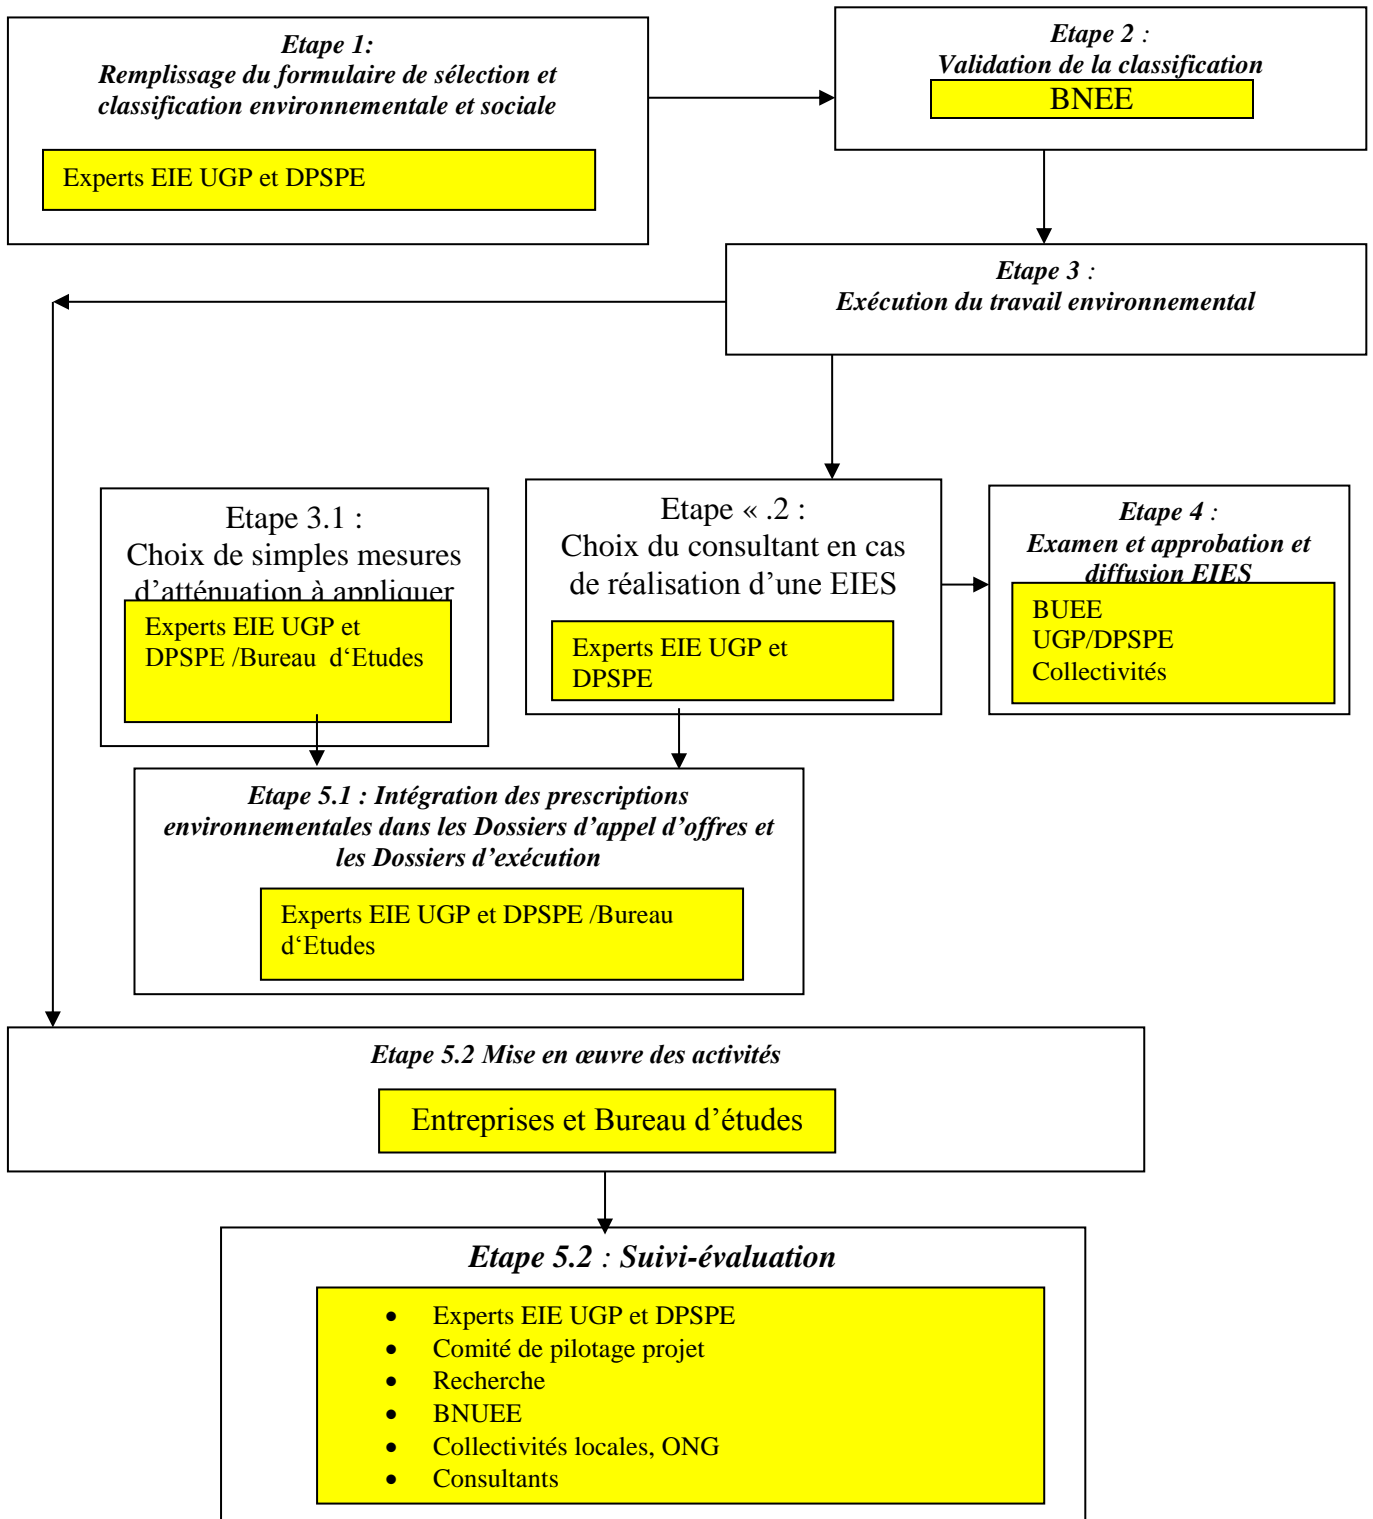 Etape 1:
Remplissage du formulaire de sélection et
classification environnementale et sociale
Experts EIE UGP et DPSPE
Etape 2 :
Validation de la classification
BNEE
Etape 3 :
Exécution du travail environnemental
Etape 3.1 :
Choix de simples mesures
d’atténuation à appliquer
Experts EIE UGP et
DPSPE /Bureau d‘Etudes
Etape « .2 :
Choix du consultant en cas
de réalisation d’une EIES
Experts EIE UGP et
DPSPE
Etape 4 :
Examen et approbation et
diffusion EIES
BUEE
UGP/DPSPE
Collectivités
Etape 5.1 : Intégration des prescriptions
environnementales dans les Dossiers d’appel d’offres et
les Dossiers d’exécution
Experts EIE UGP et DPSPE /Bureau
d‘Etudes
Etape 5.2 Mise en œuvre des activités
Entreprises et Bureau d’études
Etape 5.2 : Suivi-évaluation
• Experts EIE UGP et DPSPE
• Comité de pilotage projet
• Recherche
• BNUEE
• Collectivités locales, ONG
• Consultants